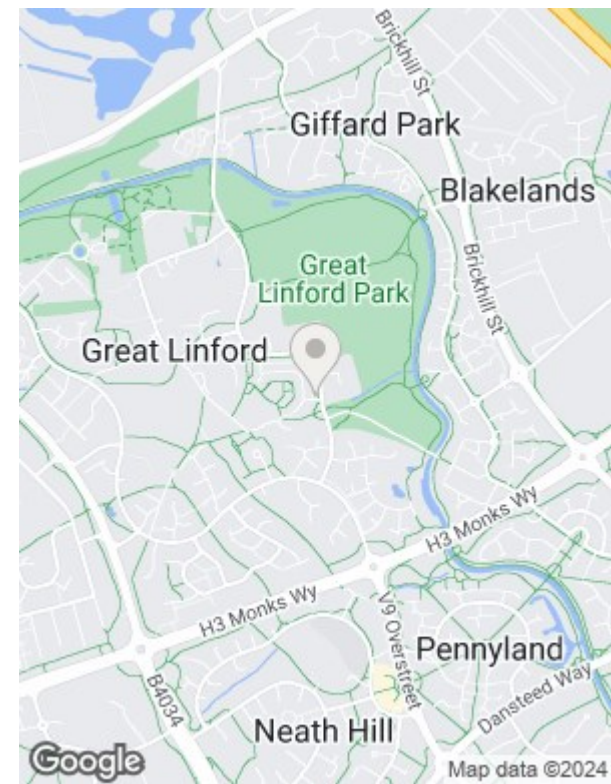 Brickhill St
Giffard Park
Blakelands
Brickhill St
Great
Linford Park
Great Linford
H3 Monks Wy
H3 Monks Wy
V9 Overstreet
Pennyland
B4034
Dansteed Way
Neath Hill
Google
Map data ©2024